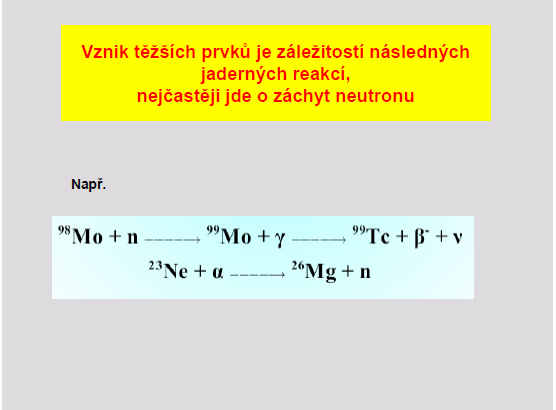 Vznik těžších prvků je záležitostí následných
jaderných reakcí,
nejčastěji jde o záchyt neutronu
Např.
⁹⁸Mo + n ------→ ⁹⁹Mo + γ ------→ ⁹⁹Tc + β⁻ + ν
²³Ne + α ------→ ²⁶Mg + n